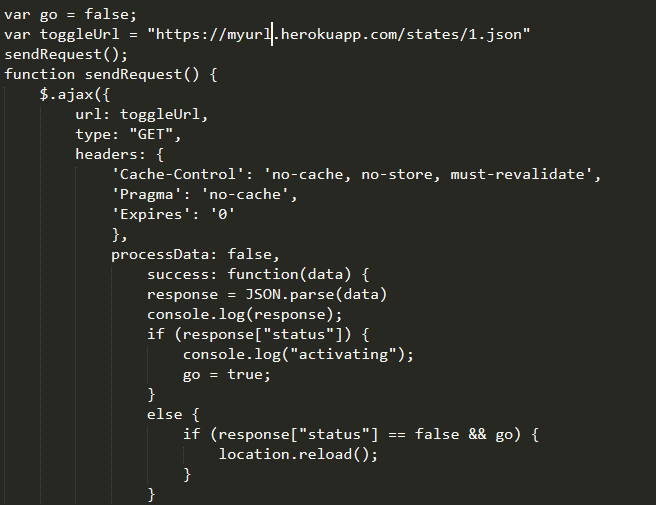 var go = false;
var toggleUrl = "https://myurl.herokuapp.com/states/1.json"
sendRequest();
function sendRequest() {
    $.ajax({
        url: toggleUrl,
        type: "GET",
        headers: {
            'Cache-Control': 'no-cache, no-store, must-revalidate',
            'Pragma': 'no-cache',
            'Expires': '0'
            },
            processData: false,
                success: function(data) {
                response = JSON.parse(data)
                console.log(response);
                if (response["status"]) {
                    console.log("activating");
                    go = true;
                }
                else {
                    if (response["status"] == false && go) {
                        location.reload();
                    }
                }